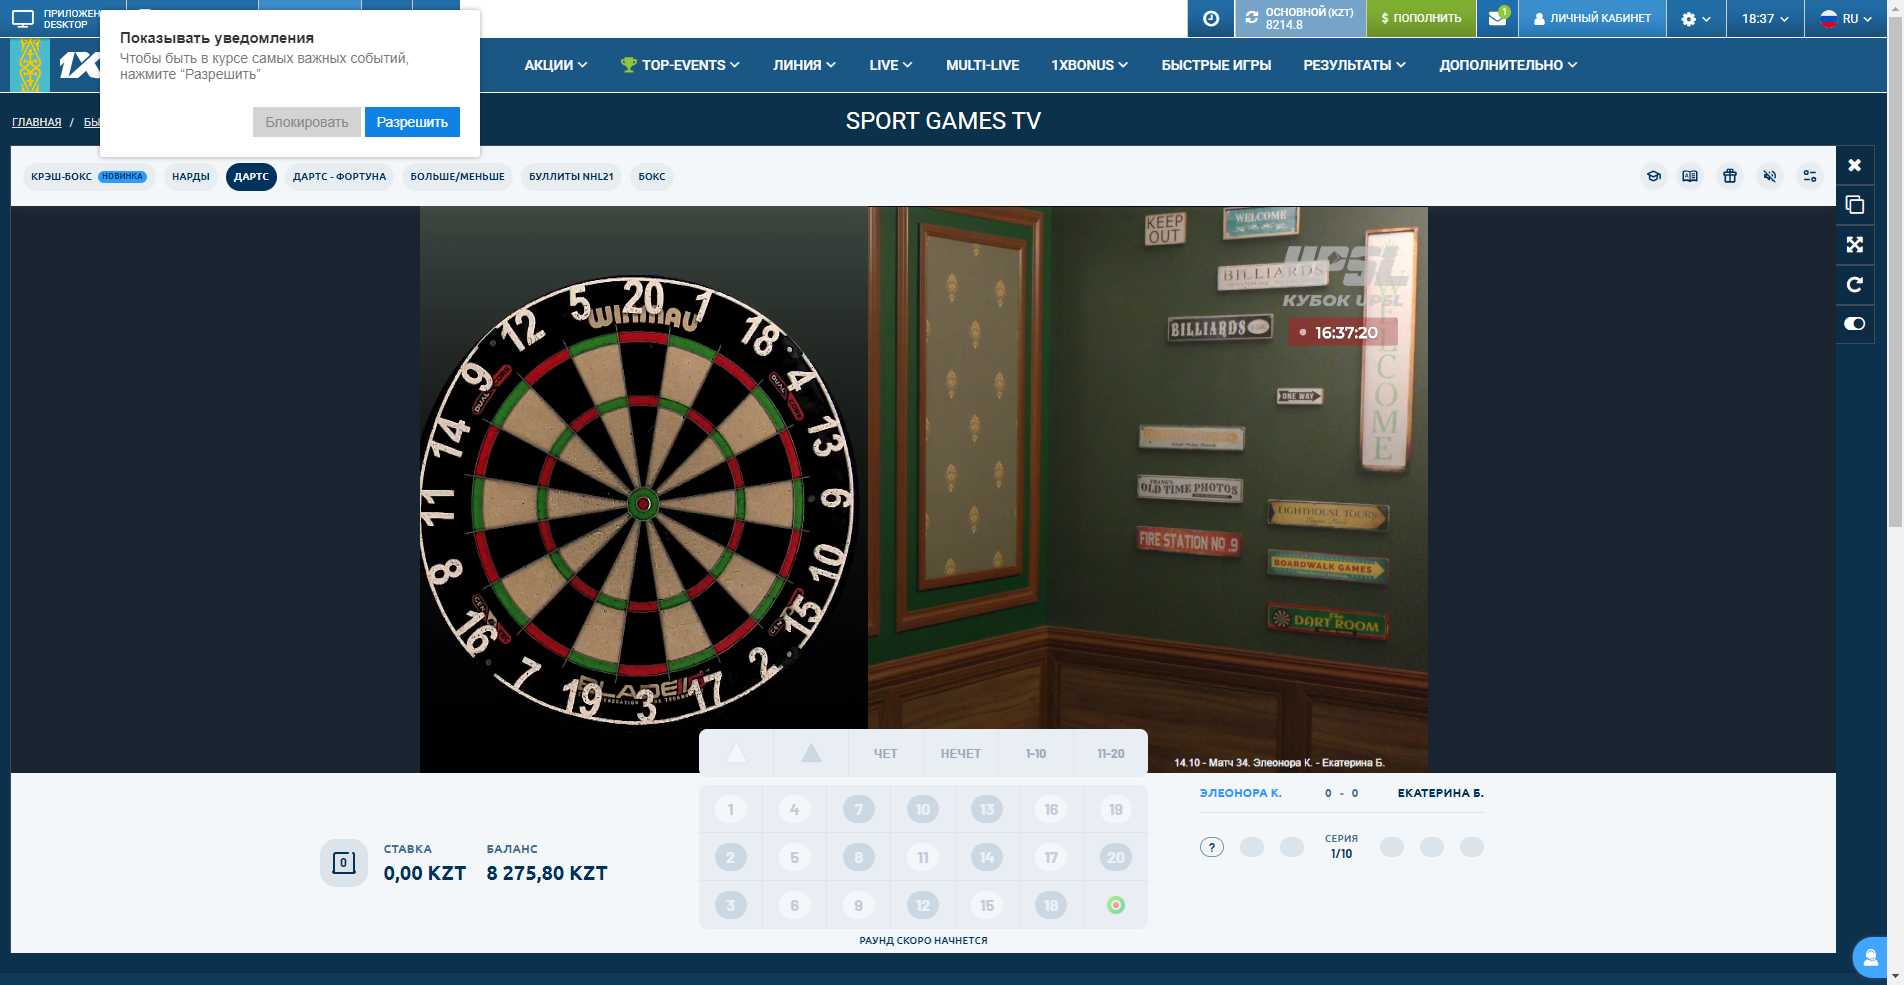 DESKTOP
Показывать уведомления
Чтобы быть в курсе самых важных событий,
нажмите “Разрешить”
Блокировать
Разрешить
ОСНОВНОЙ (KZT)
8214.8
$ ПОПОЛНИТЬ
1
ЛИЧНЫЙ КАБИНЕТ
18:37
RU
1X
АКЦИИ
TOP-EVENTS
ЛИНИЯ
LIVE
MULTI-LIVE
1XBONUS
БЫСТРЫЕ ИГРЫ
РЕЗУЛЬТАТЫ
ДОПОЛНИТЕЛЬНО
ГЛАВНАЯ /
SPORT GAMES TV
КРЭШ-БОКС НОВИНКА
НАРДЫ
ДАРТС
ДАРТС - ФОРТУНА
БОЛЬШЕ/МЕНЬШЕ
БУЛЛИТЫ NHL21
БОКС
20
1
18
4
13
6
10
15
2
17
3
19
7
16
8
11
14
9
12
5
WINMAU
BLADE
DUAL CORE
DUAL CORE
KEEP OUT
WELCOME
BILLIARDS
UPSL
КУБОК UPSL
BILLIARDS
16:37:20
WELCOME
ONE WAY
OLD TIME PHOTOS
LIGHTHOUSE TOURS
FIRE STATION NO.9
BOARDWALK GAMES
The
DART ROOM
14.10 - Матч 34. Элеонора К. - Екатерина Б.
ЧЕТ
НЕЧЕТ
1-10
11-20
1 4 7 10 13 16 19
2 5 8 11 14 17 20
3 6 9 12 15 18
РАУНД СКОРО НАЧНЕТСЯ
0
СТАВКА
0,00 KZT
БАЛАНС
8 275,80 KZT
ЭЛЕОНОРА К. 0 - 0 ЕКАТЕРИНА Б.
?
СЕРИЯ
1/10